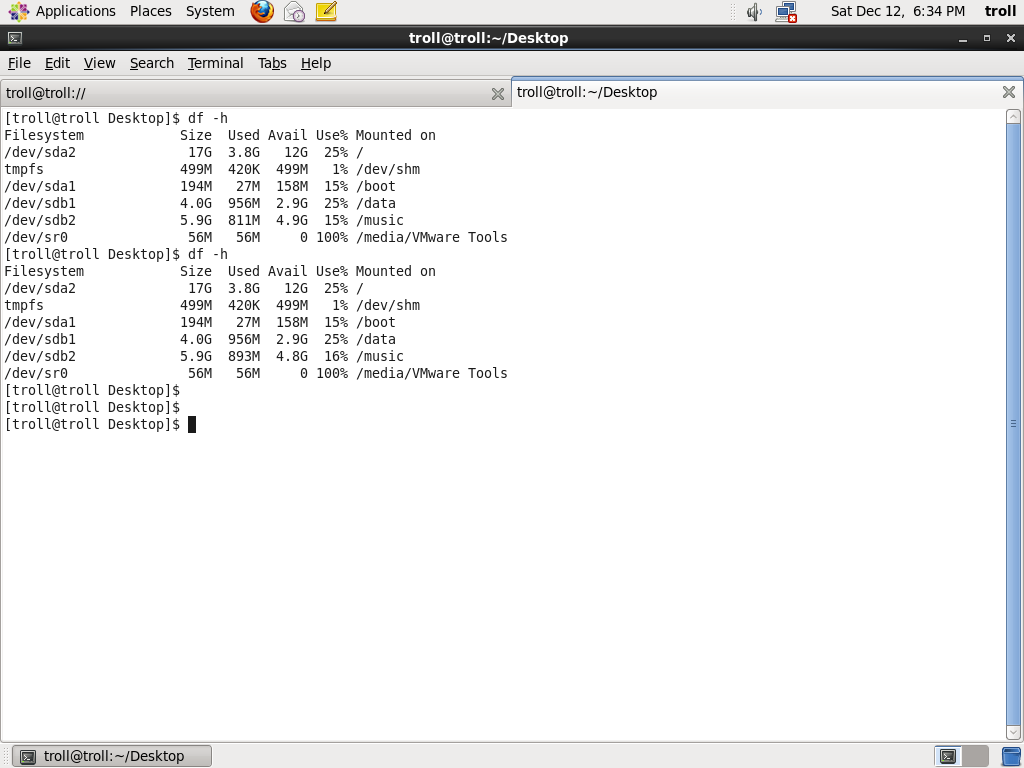 Applications Places System Sat Dec 12, 6:34 PM troll
troll@troll:~/Desktop
File Edit View Search Terminal Tabs Help
troll@troll:// troll@troll:~/Desktop
[troll@troll Desktop]$ df -h
Filesystem            Size  Used Avail Use% Mounted on
/dev/sda2              17G  3.8G   12G  25% /
tmpfs                 499M  420K  499M   1% /dev/shm
/dev/sda1             194M   27M  158M  15% /boot
/dev/sdb1             4.0G  956M  2.9G  25% /data
/dev/sdb2             5.9G  811M  4.9G  15% /music
/dev/sr0               56M   56M     0 100% /media/VMware Tools
[troll@troll Desktop]$ df -h
Filesystem            Size  Used Avail Use% Mounted on
/dev/sda2              17G  3.8G   12G  25% /
tmpfs                 499M  420K  499M   1% /dev/shm
/dev/sda1             194M   27M  158M  15% /boot
/dev/sdb1             4.0G  956M  2.9G  25% /data
/dev/sdb2             5.9G  893M  4.8G  16% /music
/dev/sr0               56M   56M     0 100% /media/VMware Tools
[troll@troll Desktop]$
[troll@troll Desktop]$
[troll@troll Desktop]$
troll@troll:~/Desktop